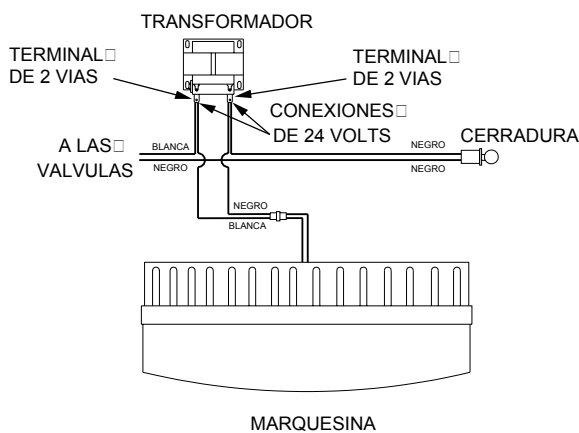 TRANSFORMADOR
TERMINAL
DE 2 VIAS
TERMINAL
DE 2 VIAS
CONEXIONES
DE 24 VOLTS
CERRADURA
A LAS
VALVULAS
BLANCA
NEGRO
NEGRO
NEGRO
NEGRO
BLANCA
MARQUESINA